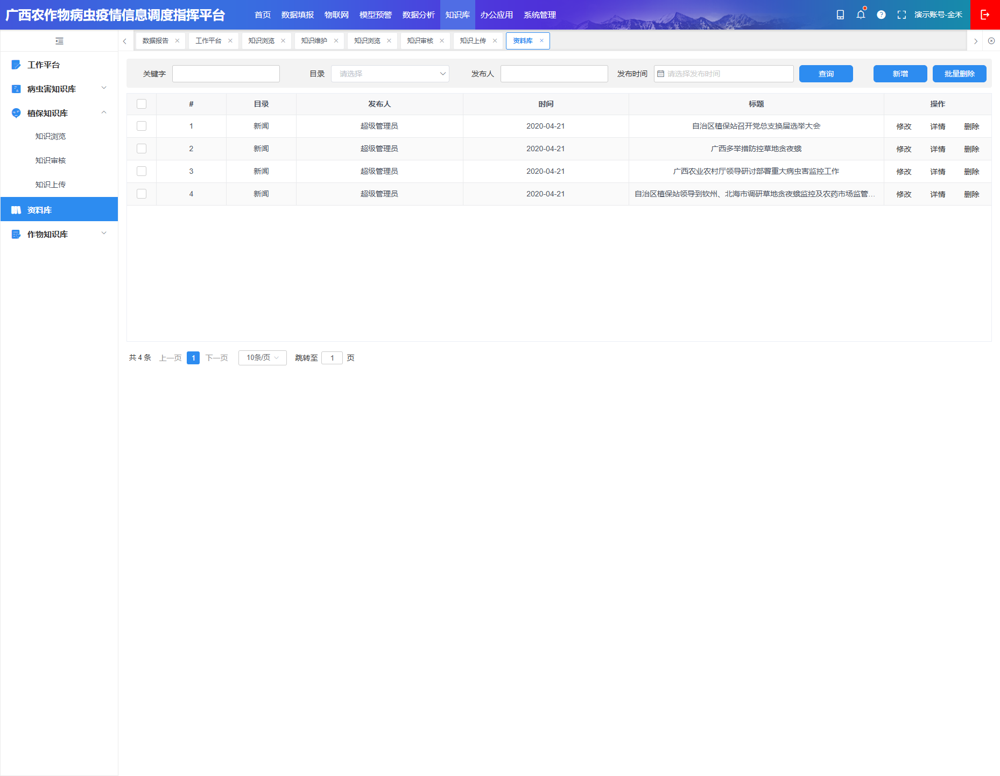 广西农作物病虫疫情信息调度指挥平台 首页 数据填报 物联网 模型预警 数据分析 知识库 办公应用 系统管理 演示账号-金禾
数据报告 工作平台 知识浏览 知识维护 知识浏览 知识审核 知识上传 资料库
工作平台
病虫害知识库
植保知识库
知识浏览
知识审核
知识上传
资料库
作物知识库
关键字 目录 请选择 发布人 发布时间 请选择发布时间 查询 新增 批量删除
# 目录 发布人 时间 标题 操作
1 新闻 超级管理员 2020-04-21 自治区植保站召开党总支换届选举大会 修改 详情 删除
2 新闻 超级管理员 2020-04-21 广西多举措防控草地贪夜蛾 修改 详情 删除
3 新闻 超级管理员 2020-04-21 广西农业农村厅领导研讨部署重大病虫害监控工作 修改 详情 删除
4 新闻 超级管理员 2020-04-21 自治区植保站领导到钦州、北海市调研草地贪夜蛾监控及农药市场监管... 修改 详情 删除
共 4 条 上一页 1 下一页 10条/页 跳转至 1 页